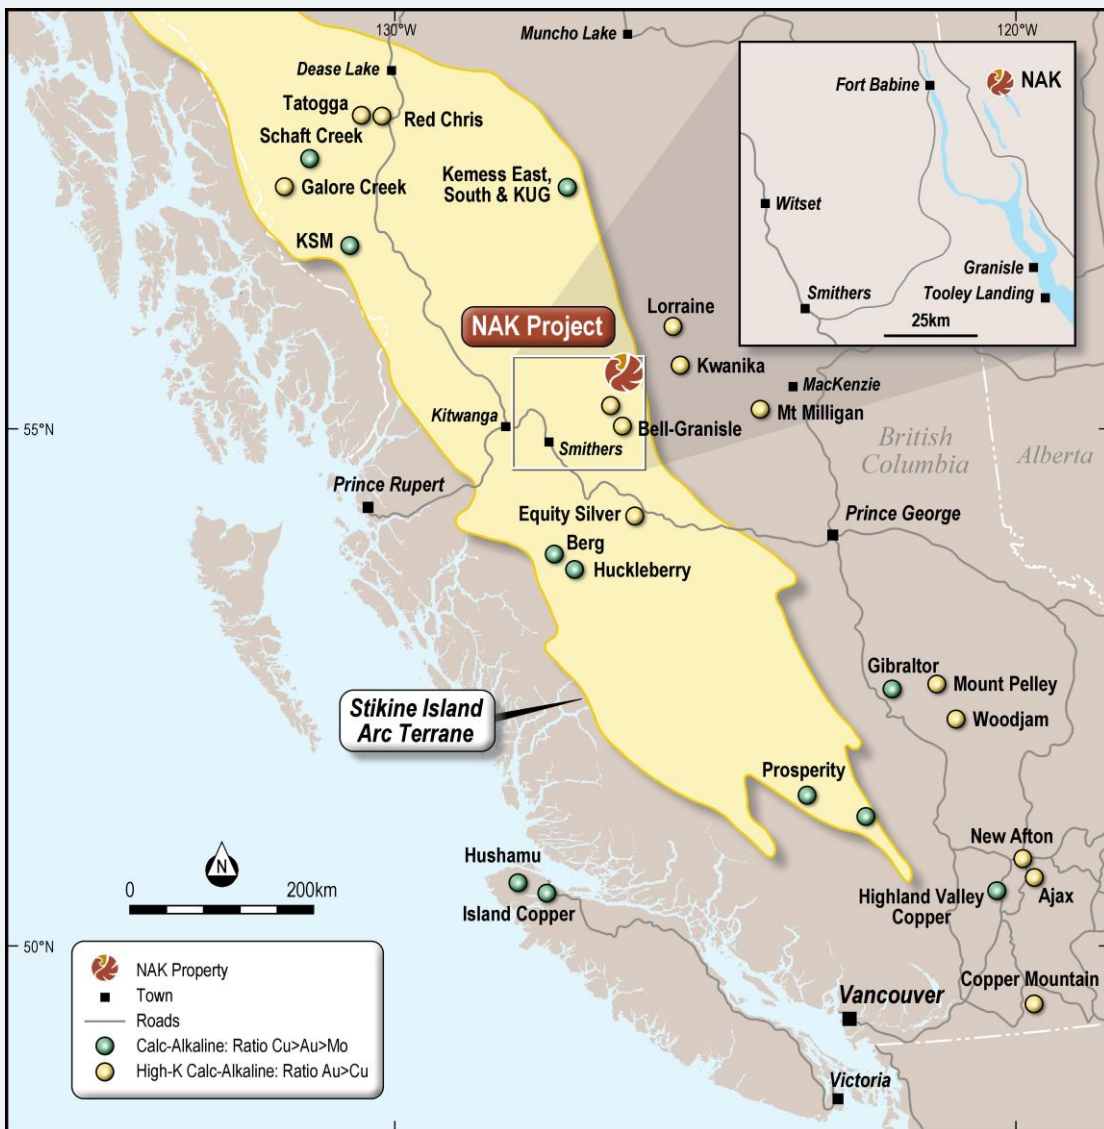 130°W
120°W
Muncho Lake
Dease Lake
Tatogga
Red Chris
Schaft Creek
Galore Creek
Kemess East,
South & KUG
KSM
Fort Babine
NAK
Witset
Granisle
Smithers
Tooley Landing
25km
Lorraine
NAK Project
Kwanika
MacKenzie
Mt Milligan
Kitwanga
Bell-Granisle
55°N
Smithers
British
Columbia
Alberta
Prince Rupert
Equity Silver
Prince George
Berg
Huckleberry
Gibraltor
Mount Pelley
Stikine Island
Arc Terrane
Woodjam
Prosperity
New Afton
Hushamu
N
0 200km
Island Copper
Highland Valley
Copper
Ajax
50°N
NAK Property
Town
Roads
Calc-Alkaline: Ratio Cu>Au>Mo
High-K Calc-Alkaline: Ratio Au>Cu
Copper Mountain
Vancouver
Victoria